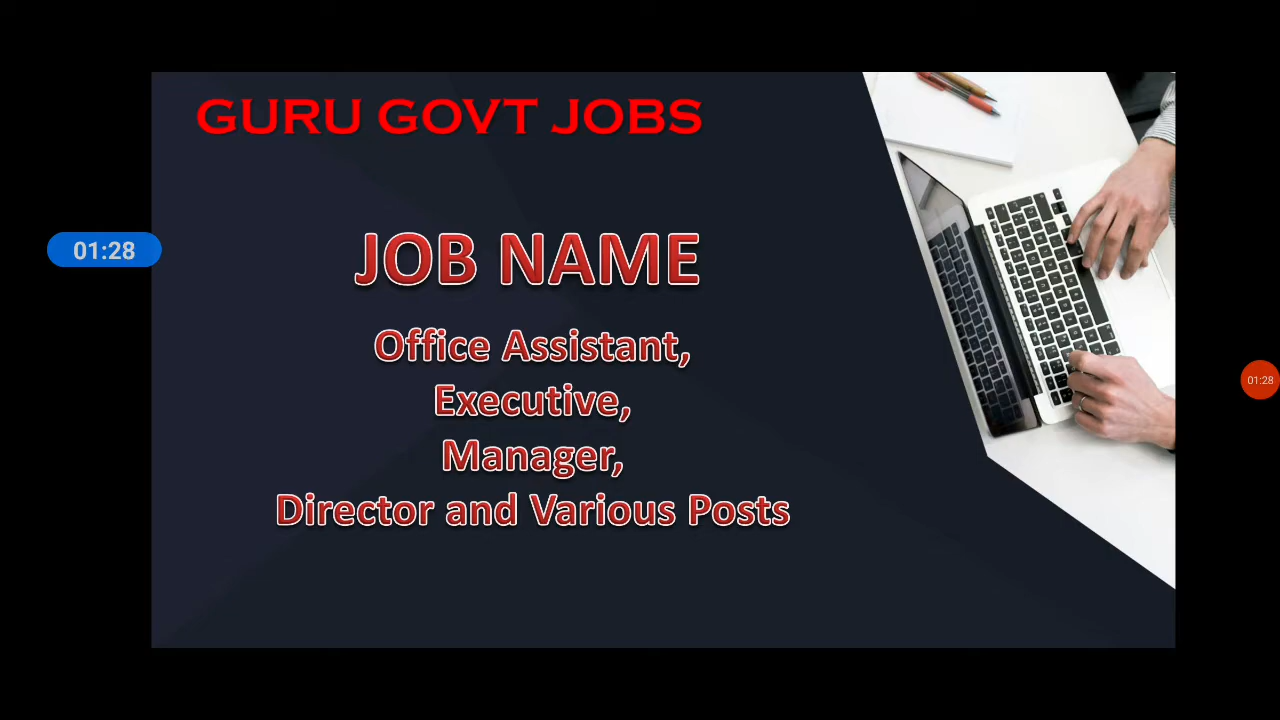 GURU GOVT JOBS
JOB NAME
01:28
Office Assistant,
01:28
Executive,
Manager,
Director and Various Posts